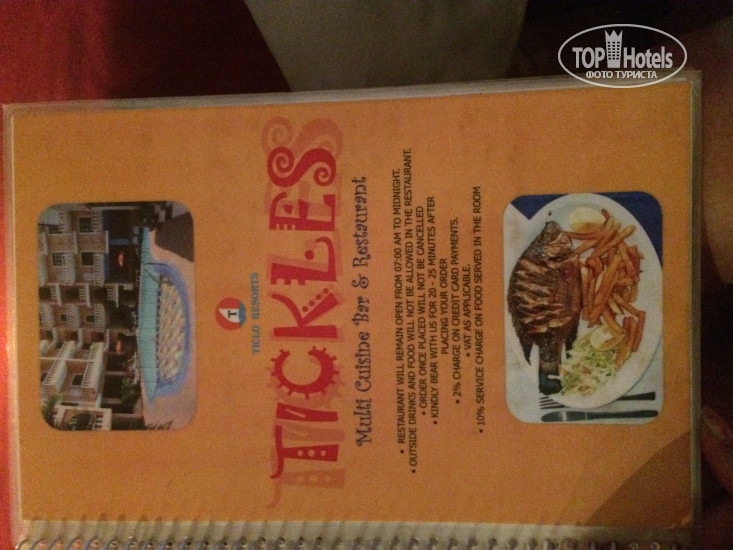 TOP Hotels
ФОТО ТУРИСТА
T
TICLO RESORTS
TICKLES
Multi Cuisine Bar & Restaurant
• RESTAURANT WILL REMAIN OPEN FROM 07:00 AM TO MIDNIGHT.
• OUTSIDE DRINKS AND FOOD WILL NOT BE ALLOWED IN THE RESTAURANT.
• ORDER ONCE PLACED WILL NOT BE CANCELLED
• KINDLY BEAR WITH US FOR 20 - 25 MINUTES AFTER
PLACING YOUR ORDER
• 2% CHARGE ON CREDIT CARD PAYMENTS.
• VAT AS APPLICABLE.
• 10% SERVICE CHARGE ON FOOD SERVED IN THE ROOM